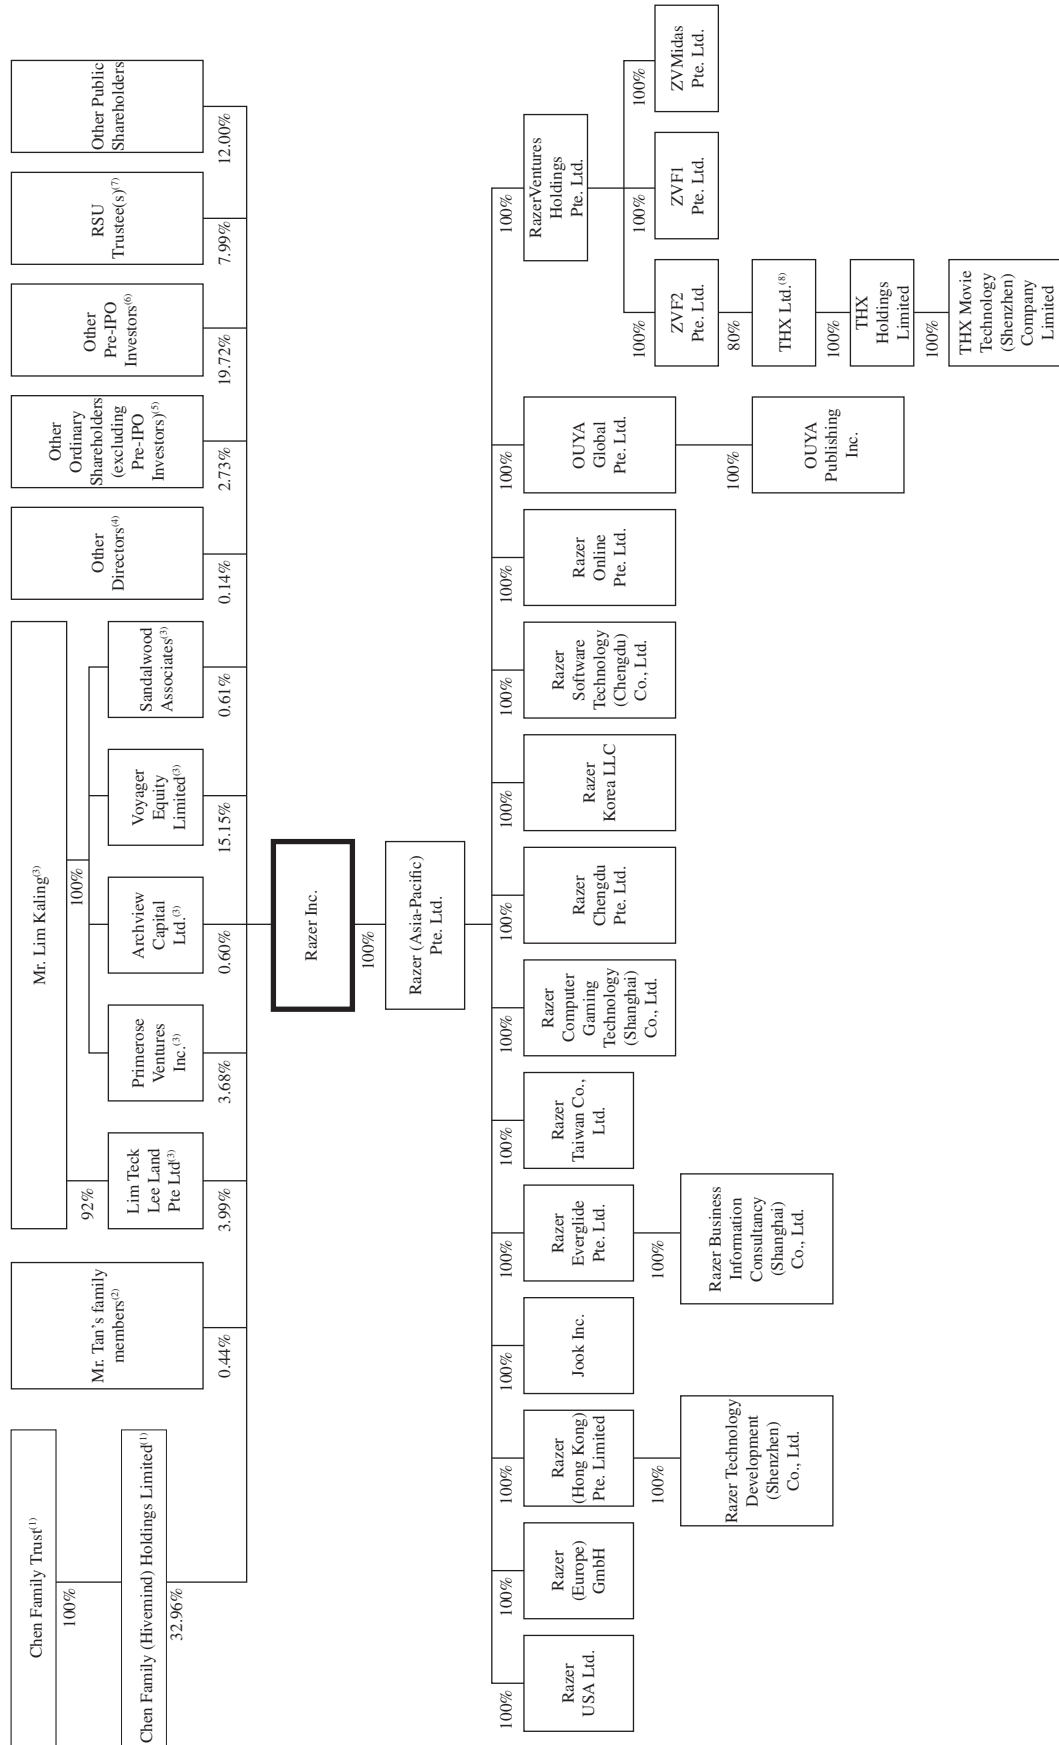 Chen Family Trust(1)
100%
Chen Family (Hivemind) Holdings Limited(1)
32.96%
Mr. Tan’s family
members(2)
0.44%
Mr. Lim Kaling(3)
92%
100%
Lim Teck
Lee Land
Pte Ltd(3)
3.99%
Primerose
Ventures
Inc.(3)
3.68%
Archview
Capital
Ltd.(3)
0.60%
Voyager
Equity
Limited(3)
15.15%
Sandalwood
Associates(3)
0.61%
Other
Directors(4)
0.14%
Other
Ordinary
Shareholders
(excluding
Pre-IPO
Investors)(5)
2.73%
Other
Pre-IPO
Investors(6)
19.72%
RSU
Trustee(s)(7)
7.99%
Other Public
Shareholders
12.00%
Razer Inc.
100%
Razer (Asia-Pacific)
Pte. Ltd.
100%
Razer
USA Ltd.
100%
Razer
(Europe)
GmbH
100%
Razer
(Hong Kong)
Pte. Limited
100%
Razer Technology
Development
(Shenzhen)
Co., Ltd.
100%
Jook Inc.
100%
Razer
Everglide
Pte. Ltd.
100%
Razer Business
Information
Consultancy
(Shanghai)
Co., Ltd.
100%
Razer
Taiwan Co.,
Ltd.
100%
Razer
Computer
Gaming
Technology
(Shanghai)
Co., Ltd.
100%
Razer
Chengdu
Pte. Ltd.
100%
Razer
Korea LLC
100%
Razer
Software
Technology
(Chengdu)
Co., Ltd.
100%
Razer
Online
Pte. Ltd.
100%
OUYA
Global
Pte. Ltd.
100%
OUYA
Publishing
Inc.
100%
RazerVentures
Holdings
Pte. Ltd.
100%
ZVF2
Pte. Ltd.
80%
THX Ltd.(8)
100%
THX
Holdings
Limited
100%
THX Movie
Technology
(Shenzhen)
Company
Limited
100%
ZVF1
Pte. Ltd.
100%
ZVMidas
Pte. Ltd.